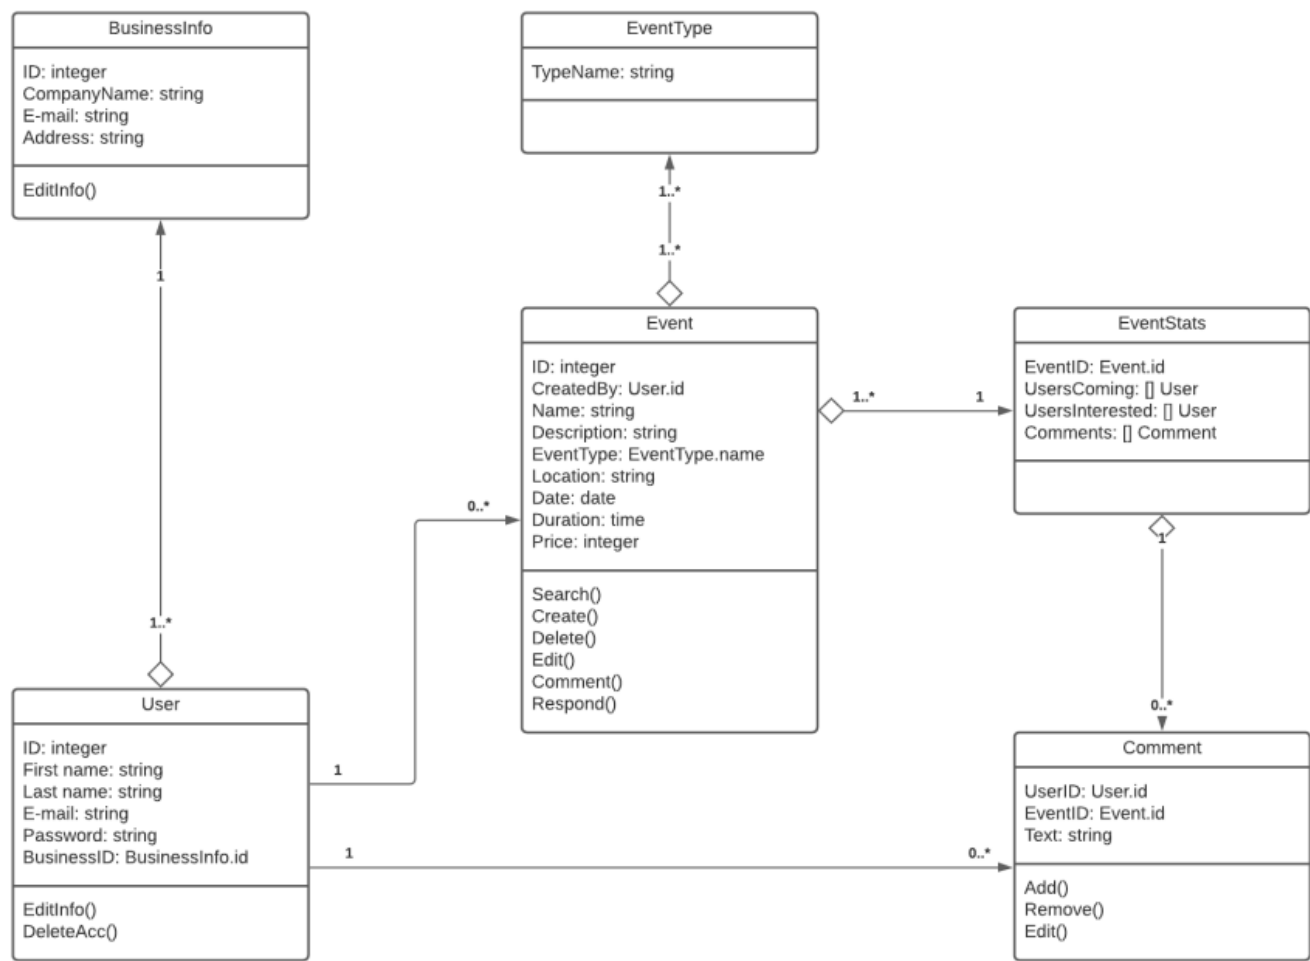 BusinessInfo
ID: integer
CompanyName: string
E-mail: string
Address: string
EditInfo()
EventType
TypeName: string
1..*
1..*
1
1..*
Event
ID: integer
CreatedBy: User.id
Name: string
Description: string
EventType: EventType.name
Location: string
Date: date
Duration: time
Price: integer
Search()
Create()
Delete()
Edit()
Comment()
Respond()
1..*
1
EventStats
EventID: Event.id
UsersComing: [] User
UsersInterested: [] User
Comments: [] Comment
1
0..*
0..*
1
User
ID: integer
First name: string
Last name: string
E-mail: string
Password: string
BusinessID: BusinessInfo.id
EditInfo()
DeleteAcc()
1
0..*
Comment
UserID: User.id
EventID: Event.id
Text: string
Add()
Remove()
Edit()